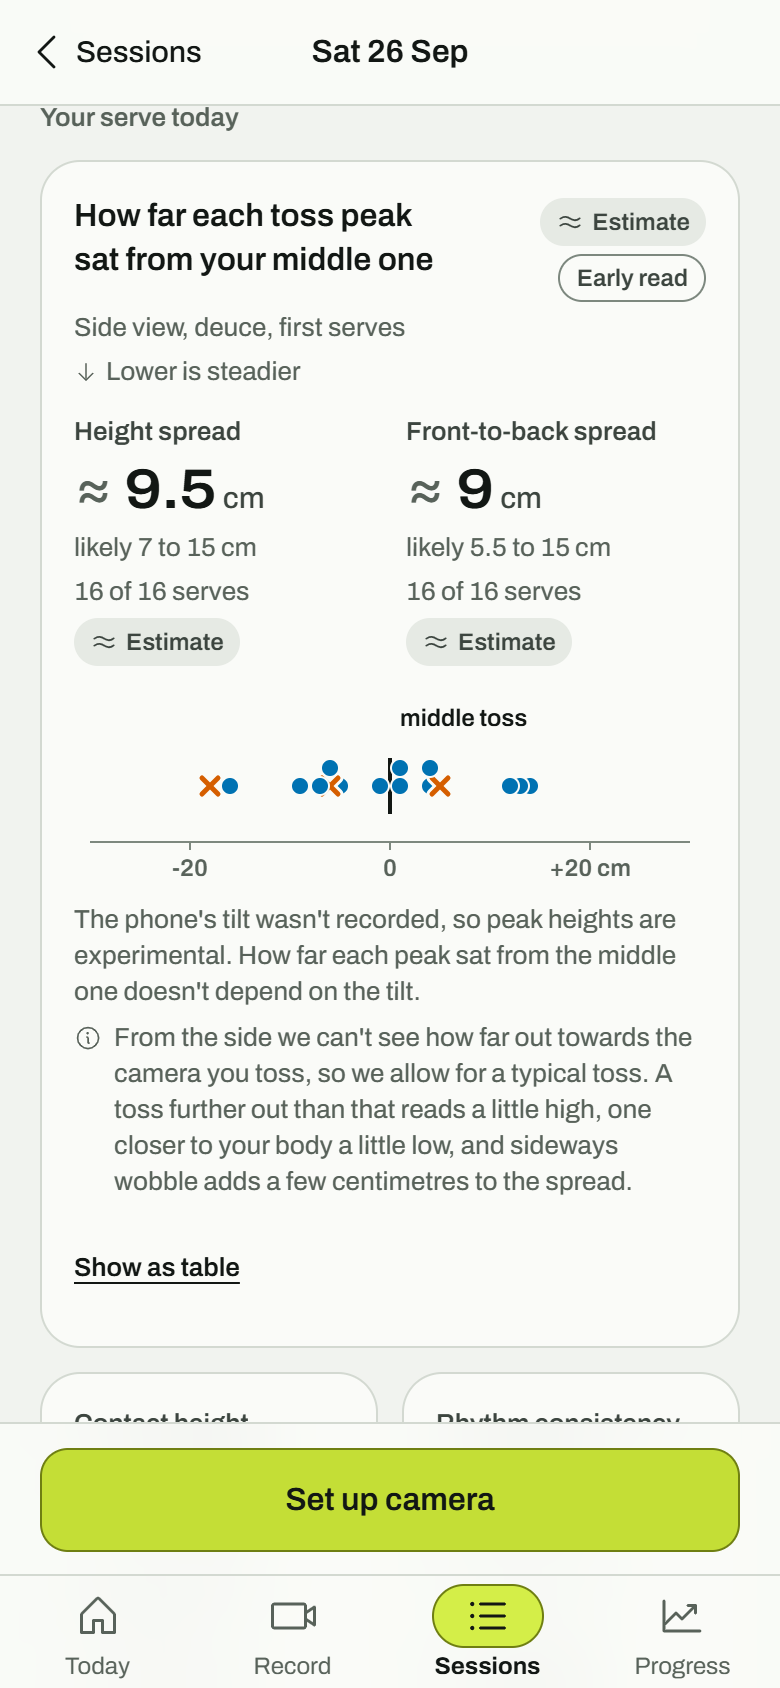 Sessions
Sat 26 Sep
Your serve today
How far each toss peak
sat from your middle one
≈ Estimate
Early read
Side view, deuce, first serves
↓ Lower is steadier
Height spread
≈ 9.5 cm
likely 7 to 15 cm
16 of 16 serves
≈ Estimate
Front-to-back spread
≈ 9 cm
likely 5.5 to 15 cm
16 of 16 serves
≈ Estimate
middle toss
-20
0
+20 cm
The phone's tilt wasn't recorded, so peak heights are
experimental. How far each peak sat from the middle
one doesn't depend on the tilt.
From the side we can't see how far out towards the
camera you toss, so we allow for a typical toss. A
toss further out than that reads a little high, one
closer to your body a little low, and sideways
wobble adds a few centimetres to the spread.
Show as table
Contact height
Rhythm consistency
Set up camera
Today
Record
Sessions
Progress